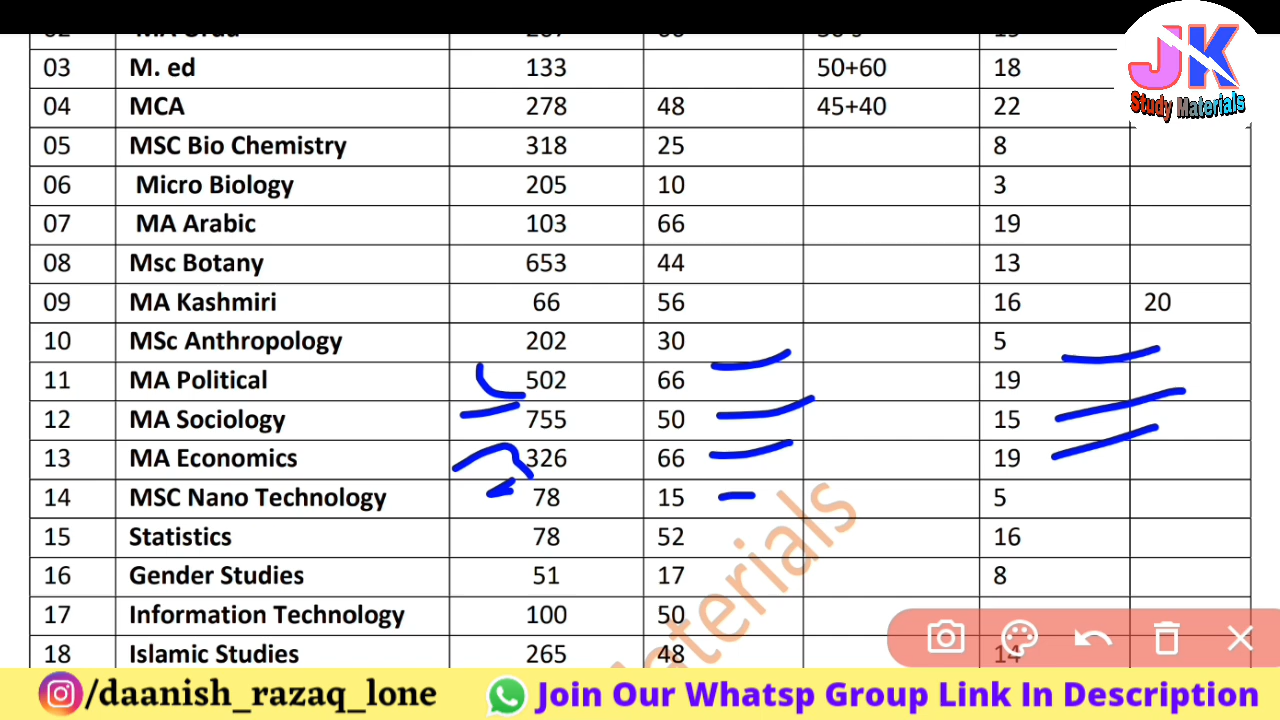 JK
Study Materials
03 M. ed 133 50+60 18
04 MCA 278 48 45+40 22
05 MSC Bio Chemistry 318 25 8
06 Micro Biology 205 10 3
07 MA Arabic 103 66 19
08 Msc Botany 653 44 13
09 MA Kashmiri 66 56 16 20
10 MSc Anthropology 202 30 5
11 MA Political 502 66 19
12 MA Sociology 755 50 15
13 MA Economics 326 66 19
14 MSC Nano Technology 78 15 5
15 Statistics 78 52 16
16 Gender Studies 51 17 8
17 Information Technology 100 50
18 Islamic Studies 265 48 14
/daanish_razaq_lone
Join Our Whatsp Group Link In Description